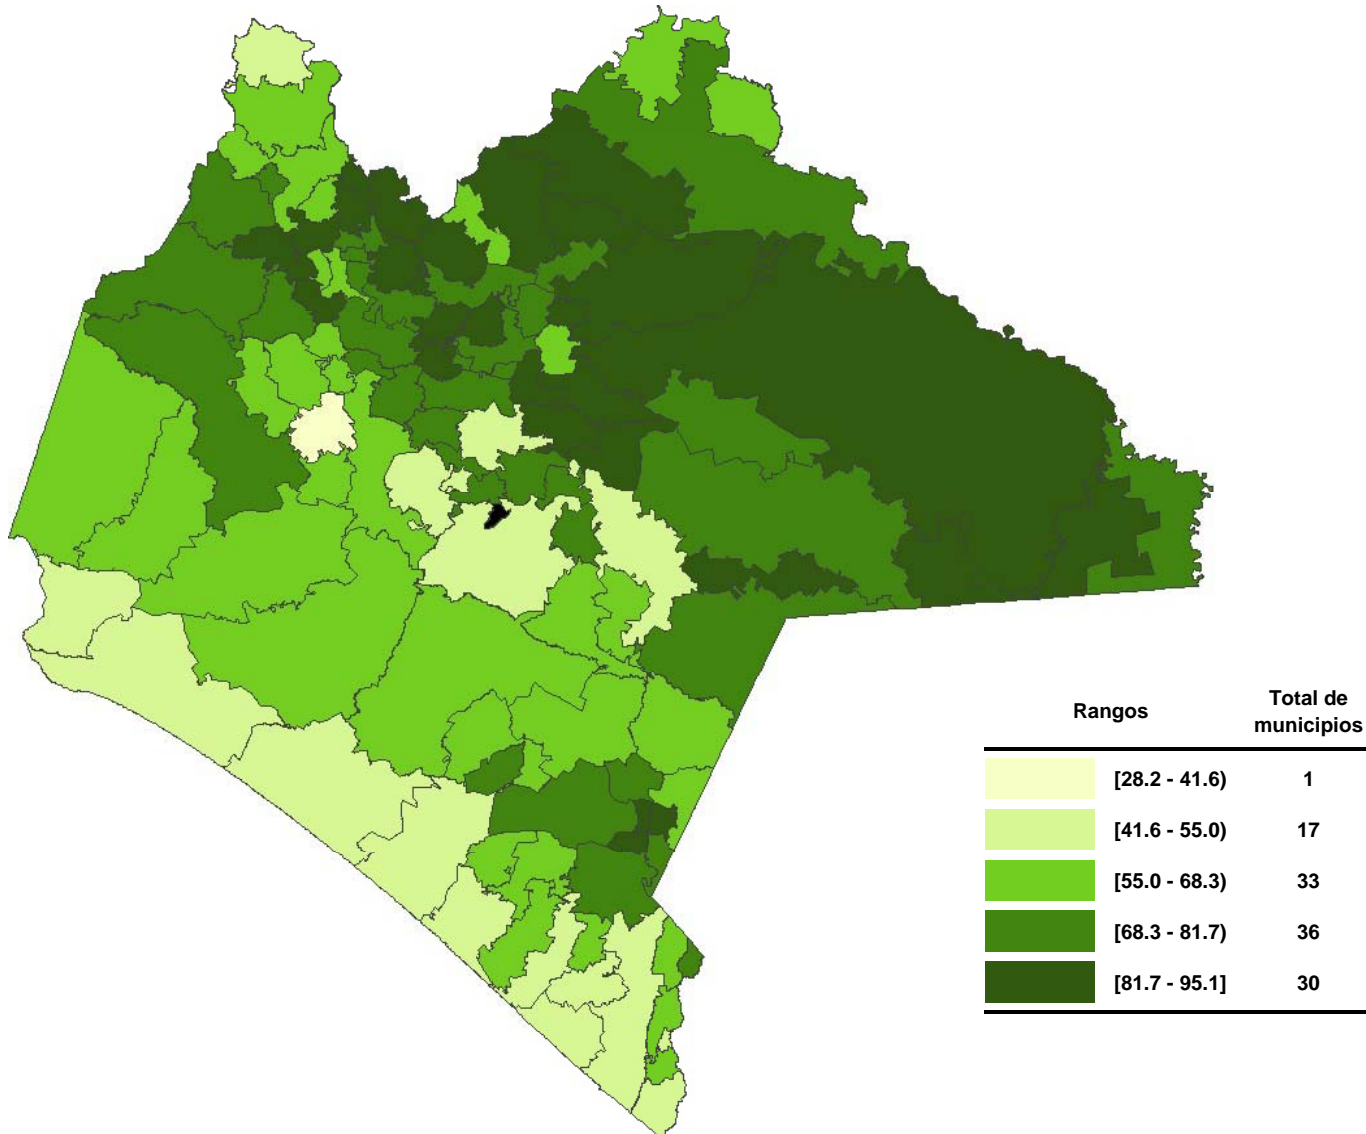 Rangos Total de municipios
[28.2 - 41.6) 1
[41.6 - 55.0) 17
[55.0 - 68.3) 33
[68.3 - 81.7) 36
[81.7 - 95.1] 30